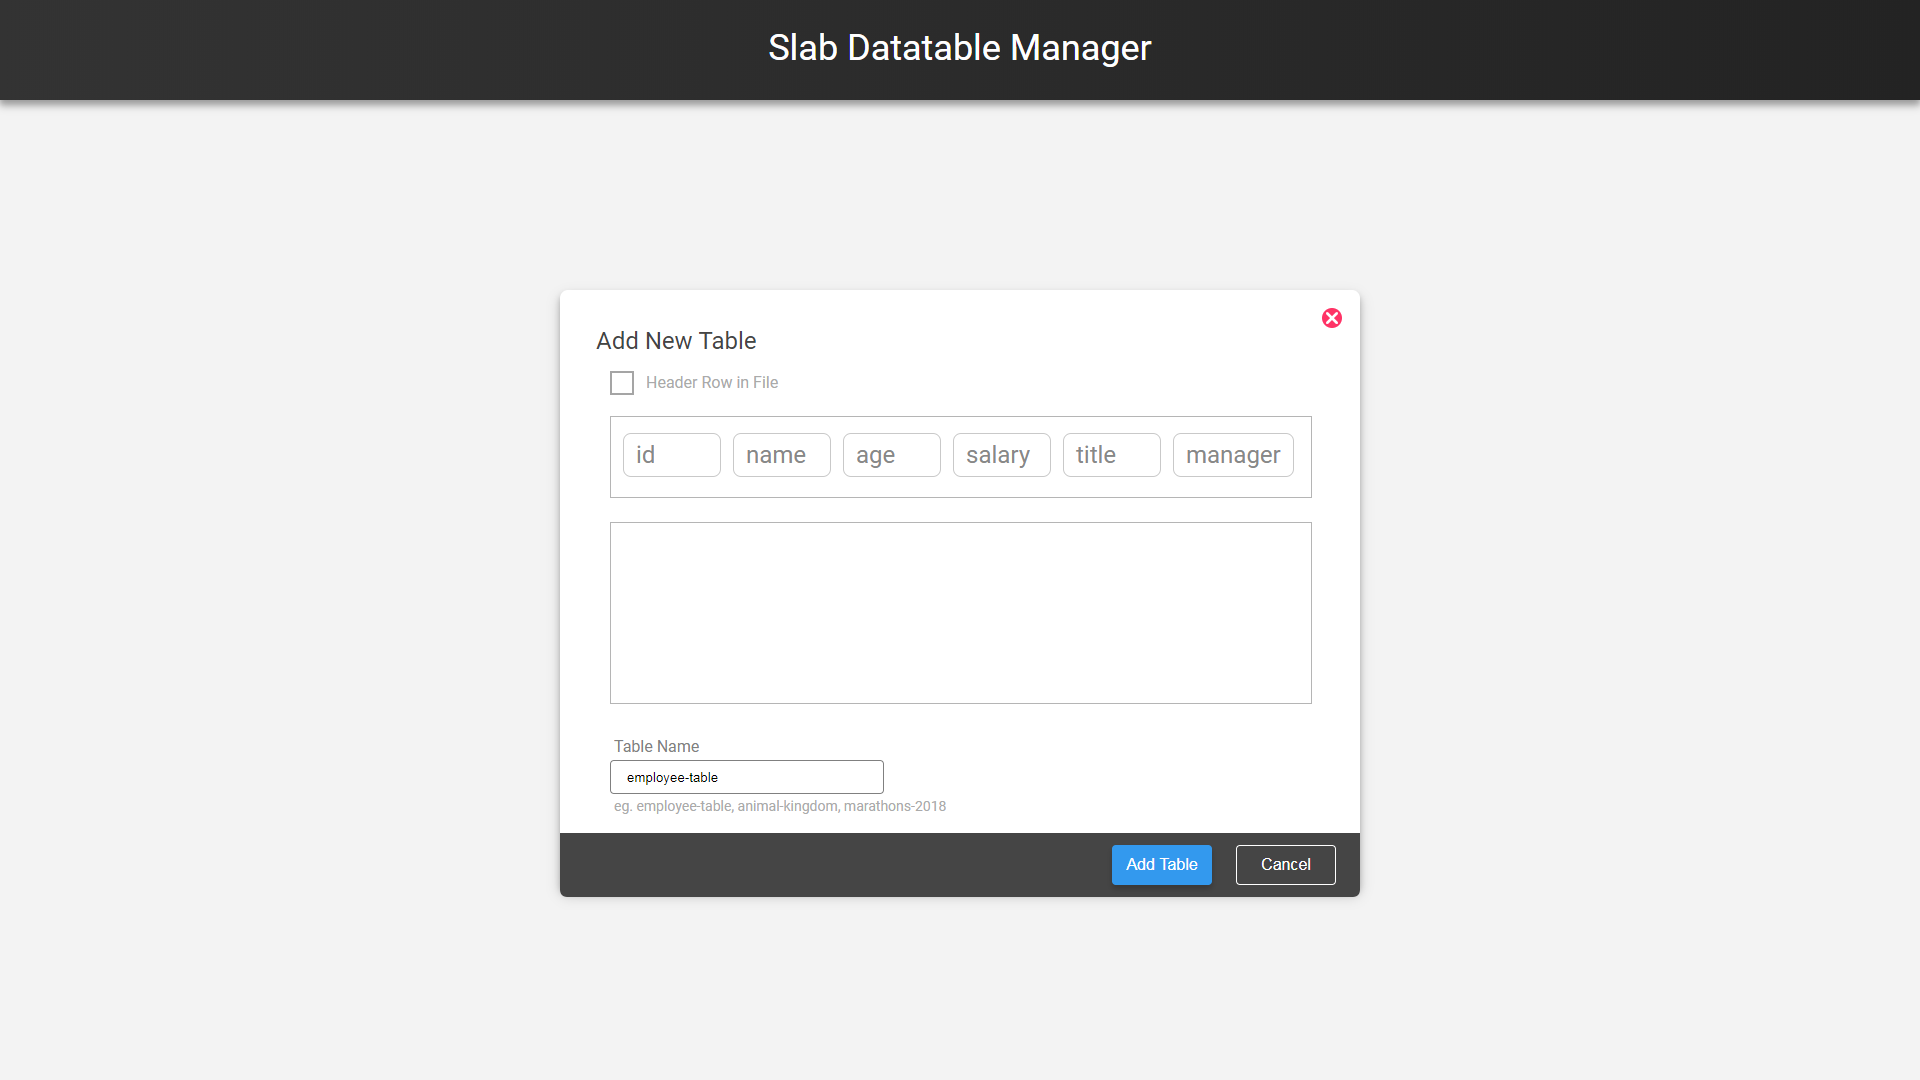 Slab Datatable Manager
Add New Table
Header Row in File
id name age salary title manager
Table Name
employee-table
eg. employee-table, animal-kingdom, marathons-2018
Add Table Cancel